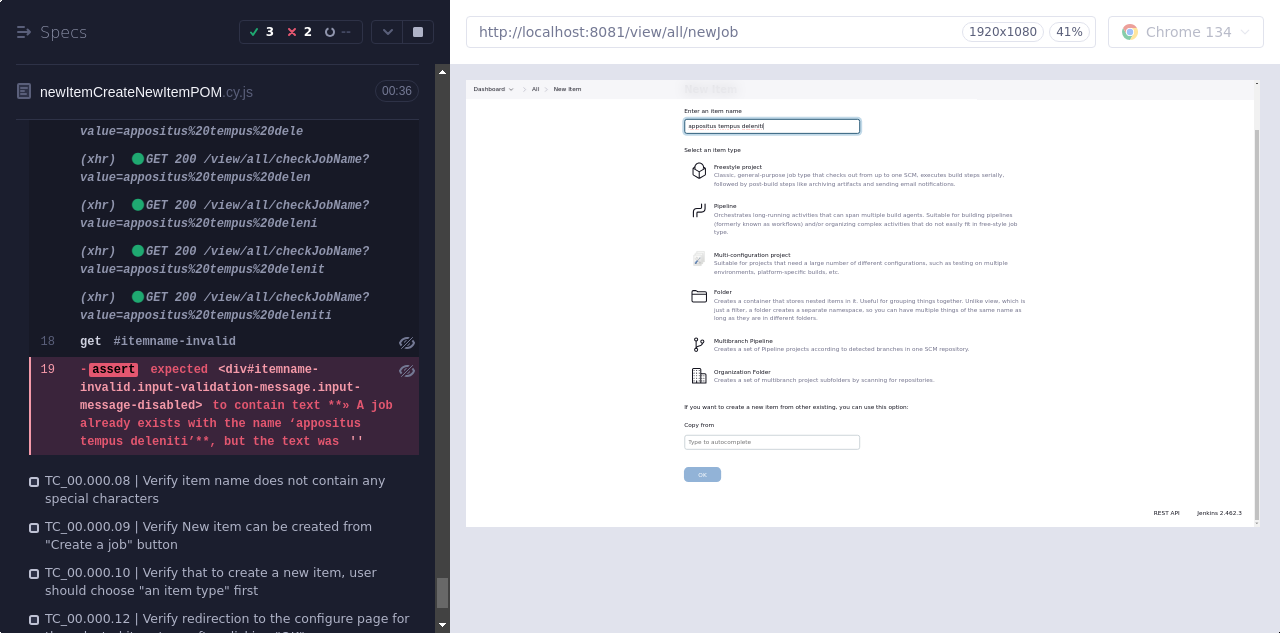 Specs
3
2
--
newItemCreateNewItemPOM.cy.js
00:36
value=appositus%20tempus%20dele
(xhr) GET 200 /view/all/checkJobName?
value=appositus%20tempus%20delen
(xhr) GET 200 /view/all/checkJobName?
value=appositus%20tempus%20deleni
(xhr) GET 200 /view/all/checkJobName?
value=appositus%20tempus%20delenit
(xhr) GET 200 /view/all/checkJobName?
value=appositus%20tempus%20deleniti
18 get #itemname-invalid
19 -assert expected <div#itemname-
invalid.input-validation-message.input-
message-disabled> to contain text **» A job
already exists with the name ‘appositus
tempus deleniti’**, but the text was ''
TC_00.000.08 | Verify item name does not contain any
special characters
TC_00.000.09 | Verify New item can be created from
"Create a job" button
TC_00.000.10 | Verify that to create a new item, user
should choose "an item type" first
TC_00.000.12 | Verify redirection to the configure page for
http://localhost:8081/view/all/newJob
1920x1080
41%
Chrome 134
Dashboard
All
New Item
New Item
Enter an item name
appositus tempus deleniti
Select an item type
Freestyle project
Classic, general-purpose job type that checks out from up to one SCM, executes build steps serially,
followed by post-build steps like archiving artifacts and sending email notifications.
Pipeline
Orchestrates long-running activities that can span multiple build agents. Suitable for building pipelines
(formerly known as workflows) and/or organizing complex activities that do not easily fit in free-style job
type.
Multi-configuration project
Suitable for projects that need a large number of different configurations, such as testing on multiple
environments, platform-specific builds, etc.
Folder
Creates a container that stores nested items in it. Useful for grouping things together. Unlike view, which is
just a filter, a folder creates a separate namespace, so you can have multiple things of the same name as
long as they are in different folders.
Multibranch Pipeline
Creates a set of Pipeline projects according to detected branches in one SCM repository.
Organization Folder
Creates a set of multibranch project subfolders by scanning for repositories.
If you want to create a new item from other existing, you can use this option:
Copy from
Type to autocomplete
OK
REST API
Jenkins 2.462.3